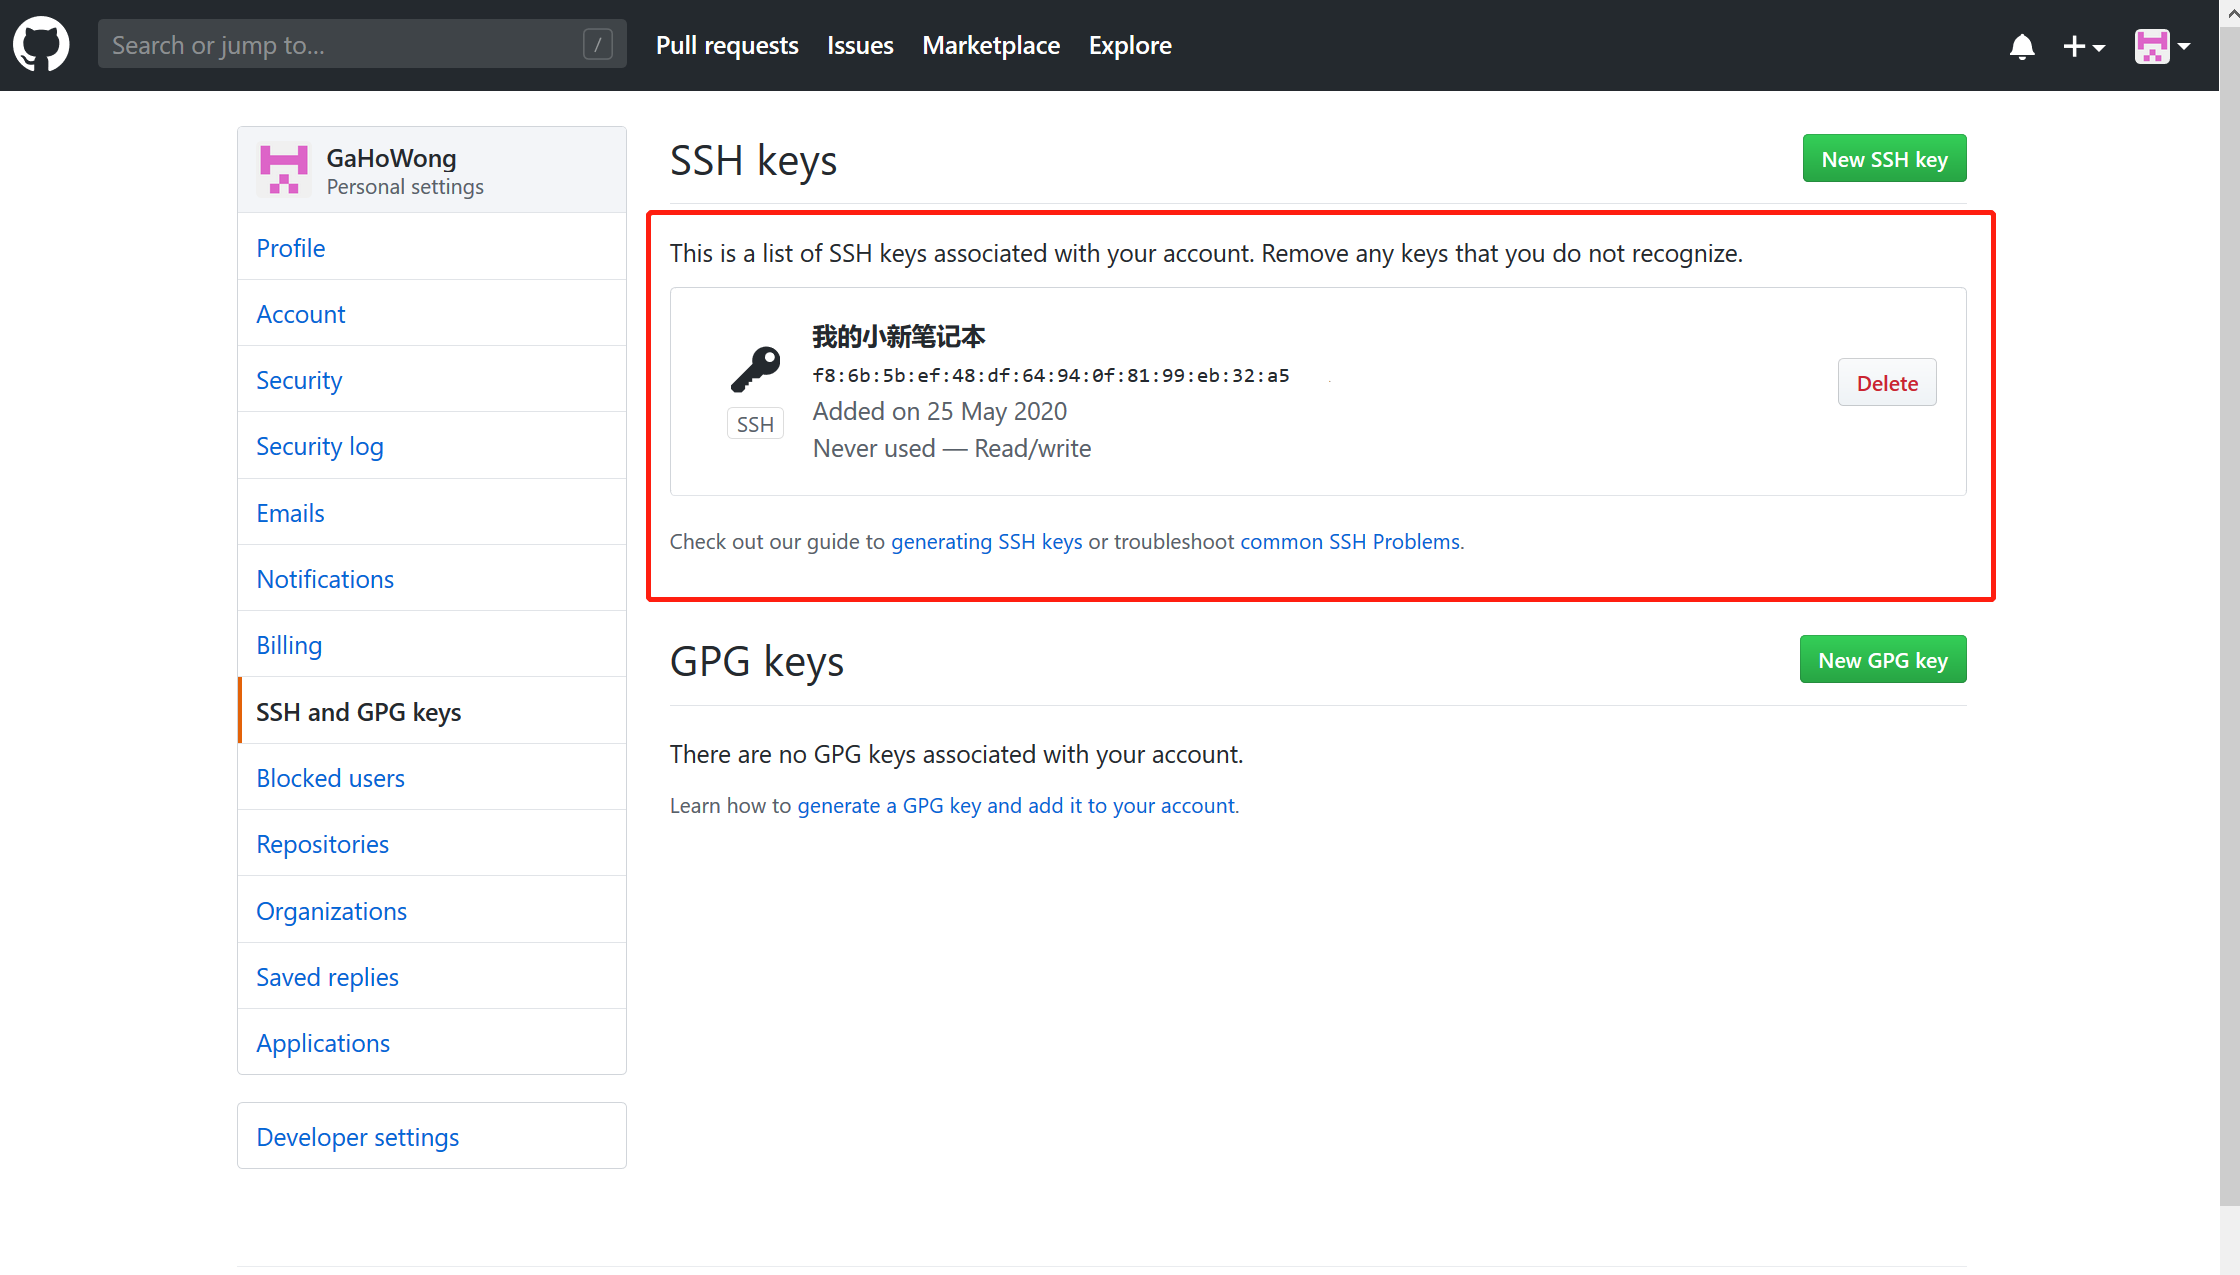 Search or jump to...
/
Pull requests
Issues
Marketplace
Explore
GaHoWong
Personal settings
Profile
Account
Security
Security log
Emails
Notifications
Billing
SSH and GPG keys
Blocked users
Repositories
Organizations
Saved replies
Applications
Developer settings
SSH keys
New SSH key
This is a list of SSH keys associated with your account. Remove any keys that you do not recognize.
我的小新笔记本
f8:6b:5b:ef:48:df:64:94:0f:81:99:eb:32:a5
SSH
Added on 25 May 2020
Never used — Read/write
Delete
Check out our guide to generating SSH keys or troubleshoot common SSH Problems.
GPG keys
New GPG key
There are no GPG keys associated with your account.
Learn how to generate a GPG key and add it to your account.